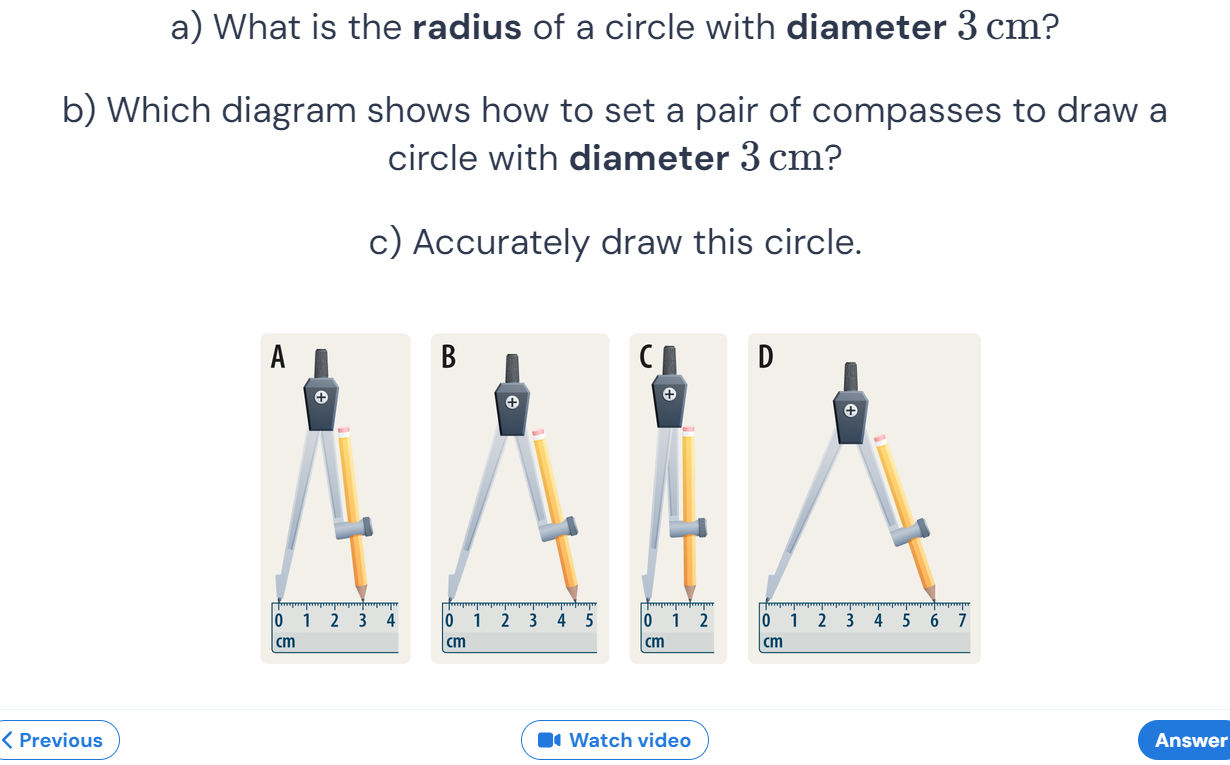 a) What is the radius of a circle with diameter 3 cm?
b) Which diagram shows how to set a pair of compasses to draw a
circle with diameter 3 cm?
c) Accurately draw this circle.
A
0 1 2 3 4
cm
B
0 1 2 3 4 5
cm
C
0 1 2
cm
D
0 1 2 3 4 5 6 7
cm
Previous
Watch video
Answer